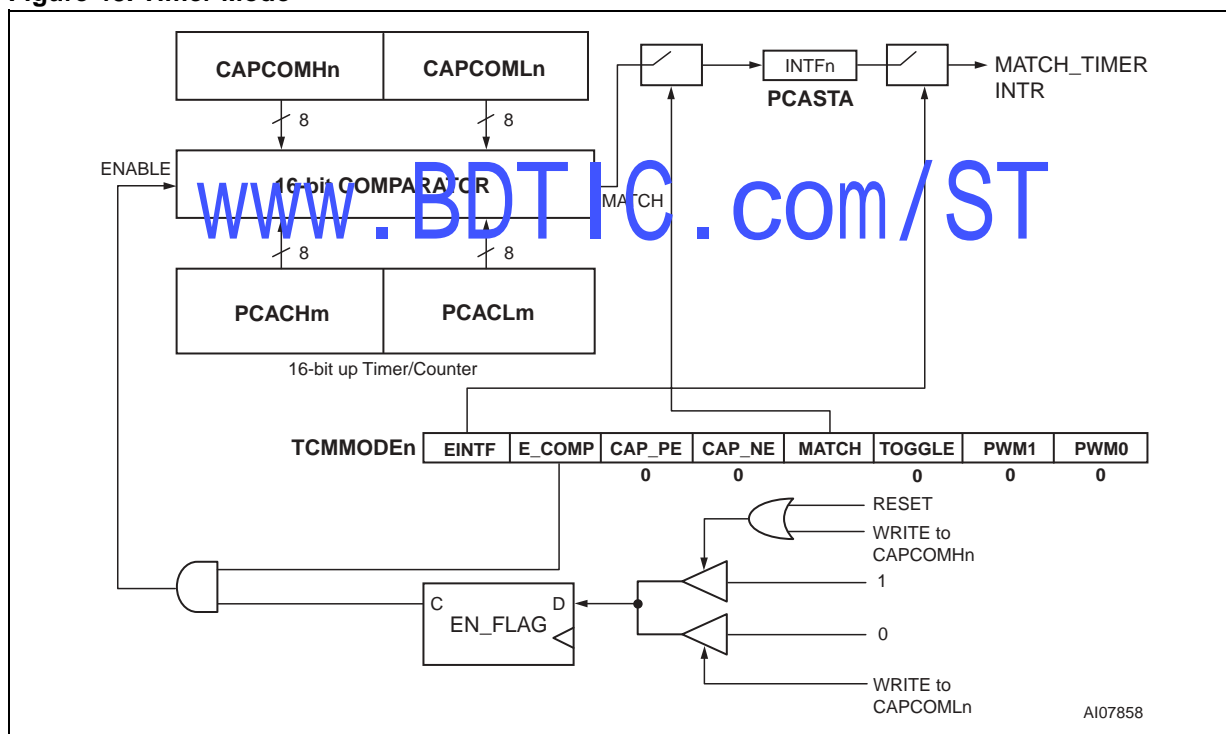 CAPCOMHn CAPCOMLn
INTFn
PCASTA
MATCH_TIMER
INTR
8 8
ENABLE
16-bit COMPARATOR
MATCH
www.BDTIC.com/ST
8 8
PCACHm PCACLm
16-bit up Timer/Counter
TCMMODEn EINTF E_COMP CAP_PE CAP_NE MATCH TOGGLE PWM1 PWM0
0 0 0 0 0
RESET
WRITE to
CAPCOMHn
1
C D
EN_FLAG
0
WRITE to
CAPCOMLn
AI07858